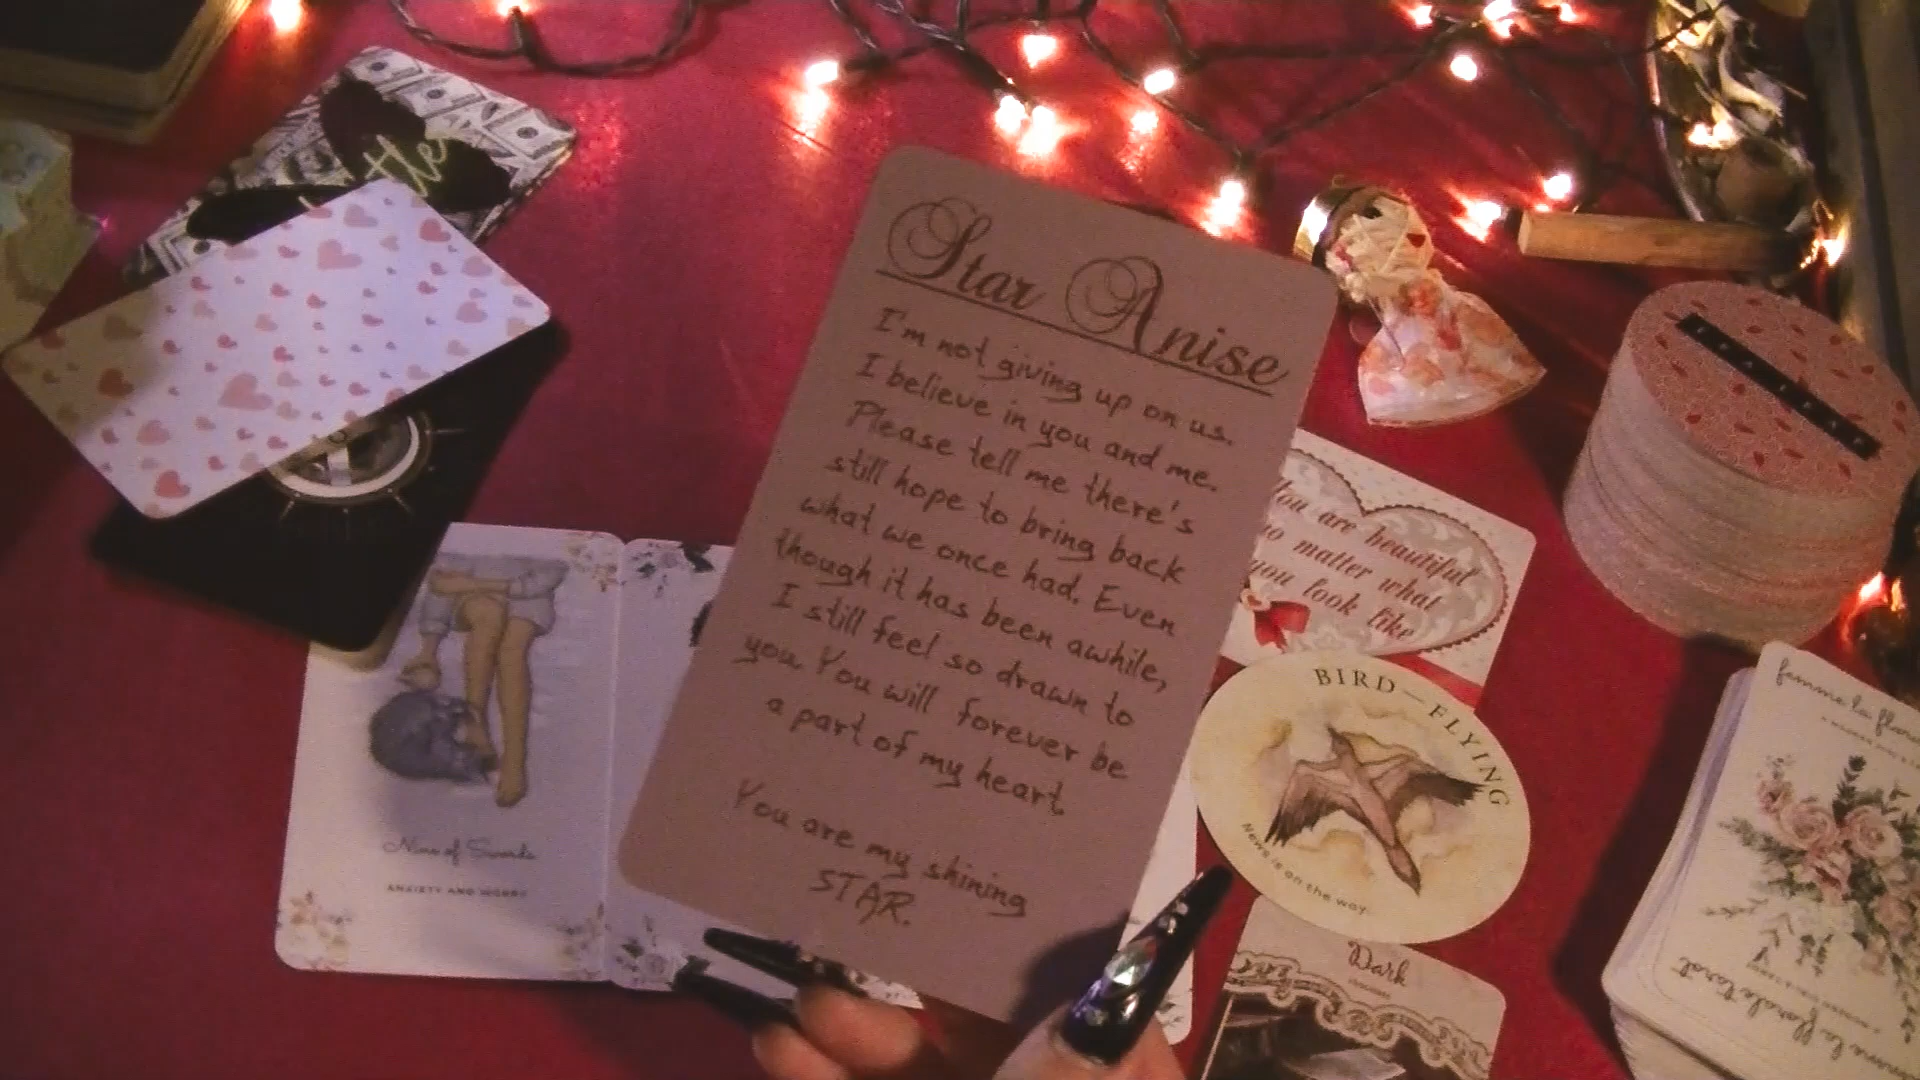 Star Anise
I'm not giving up on us.
I believe in you and me.
Please tell me there's
still hope to bring back
what we once had. Even
though it has been awhile,
I still feel so drawn to
you. You will forever be
a part of my heart.
You are my shining
STAR.
You are beautiful
no matter what
you look like
BIRD-FLYING
News is on the way.
Dark
Nine of Swords
ANXIETY AND WORRY
femme la